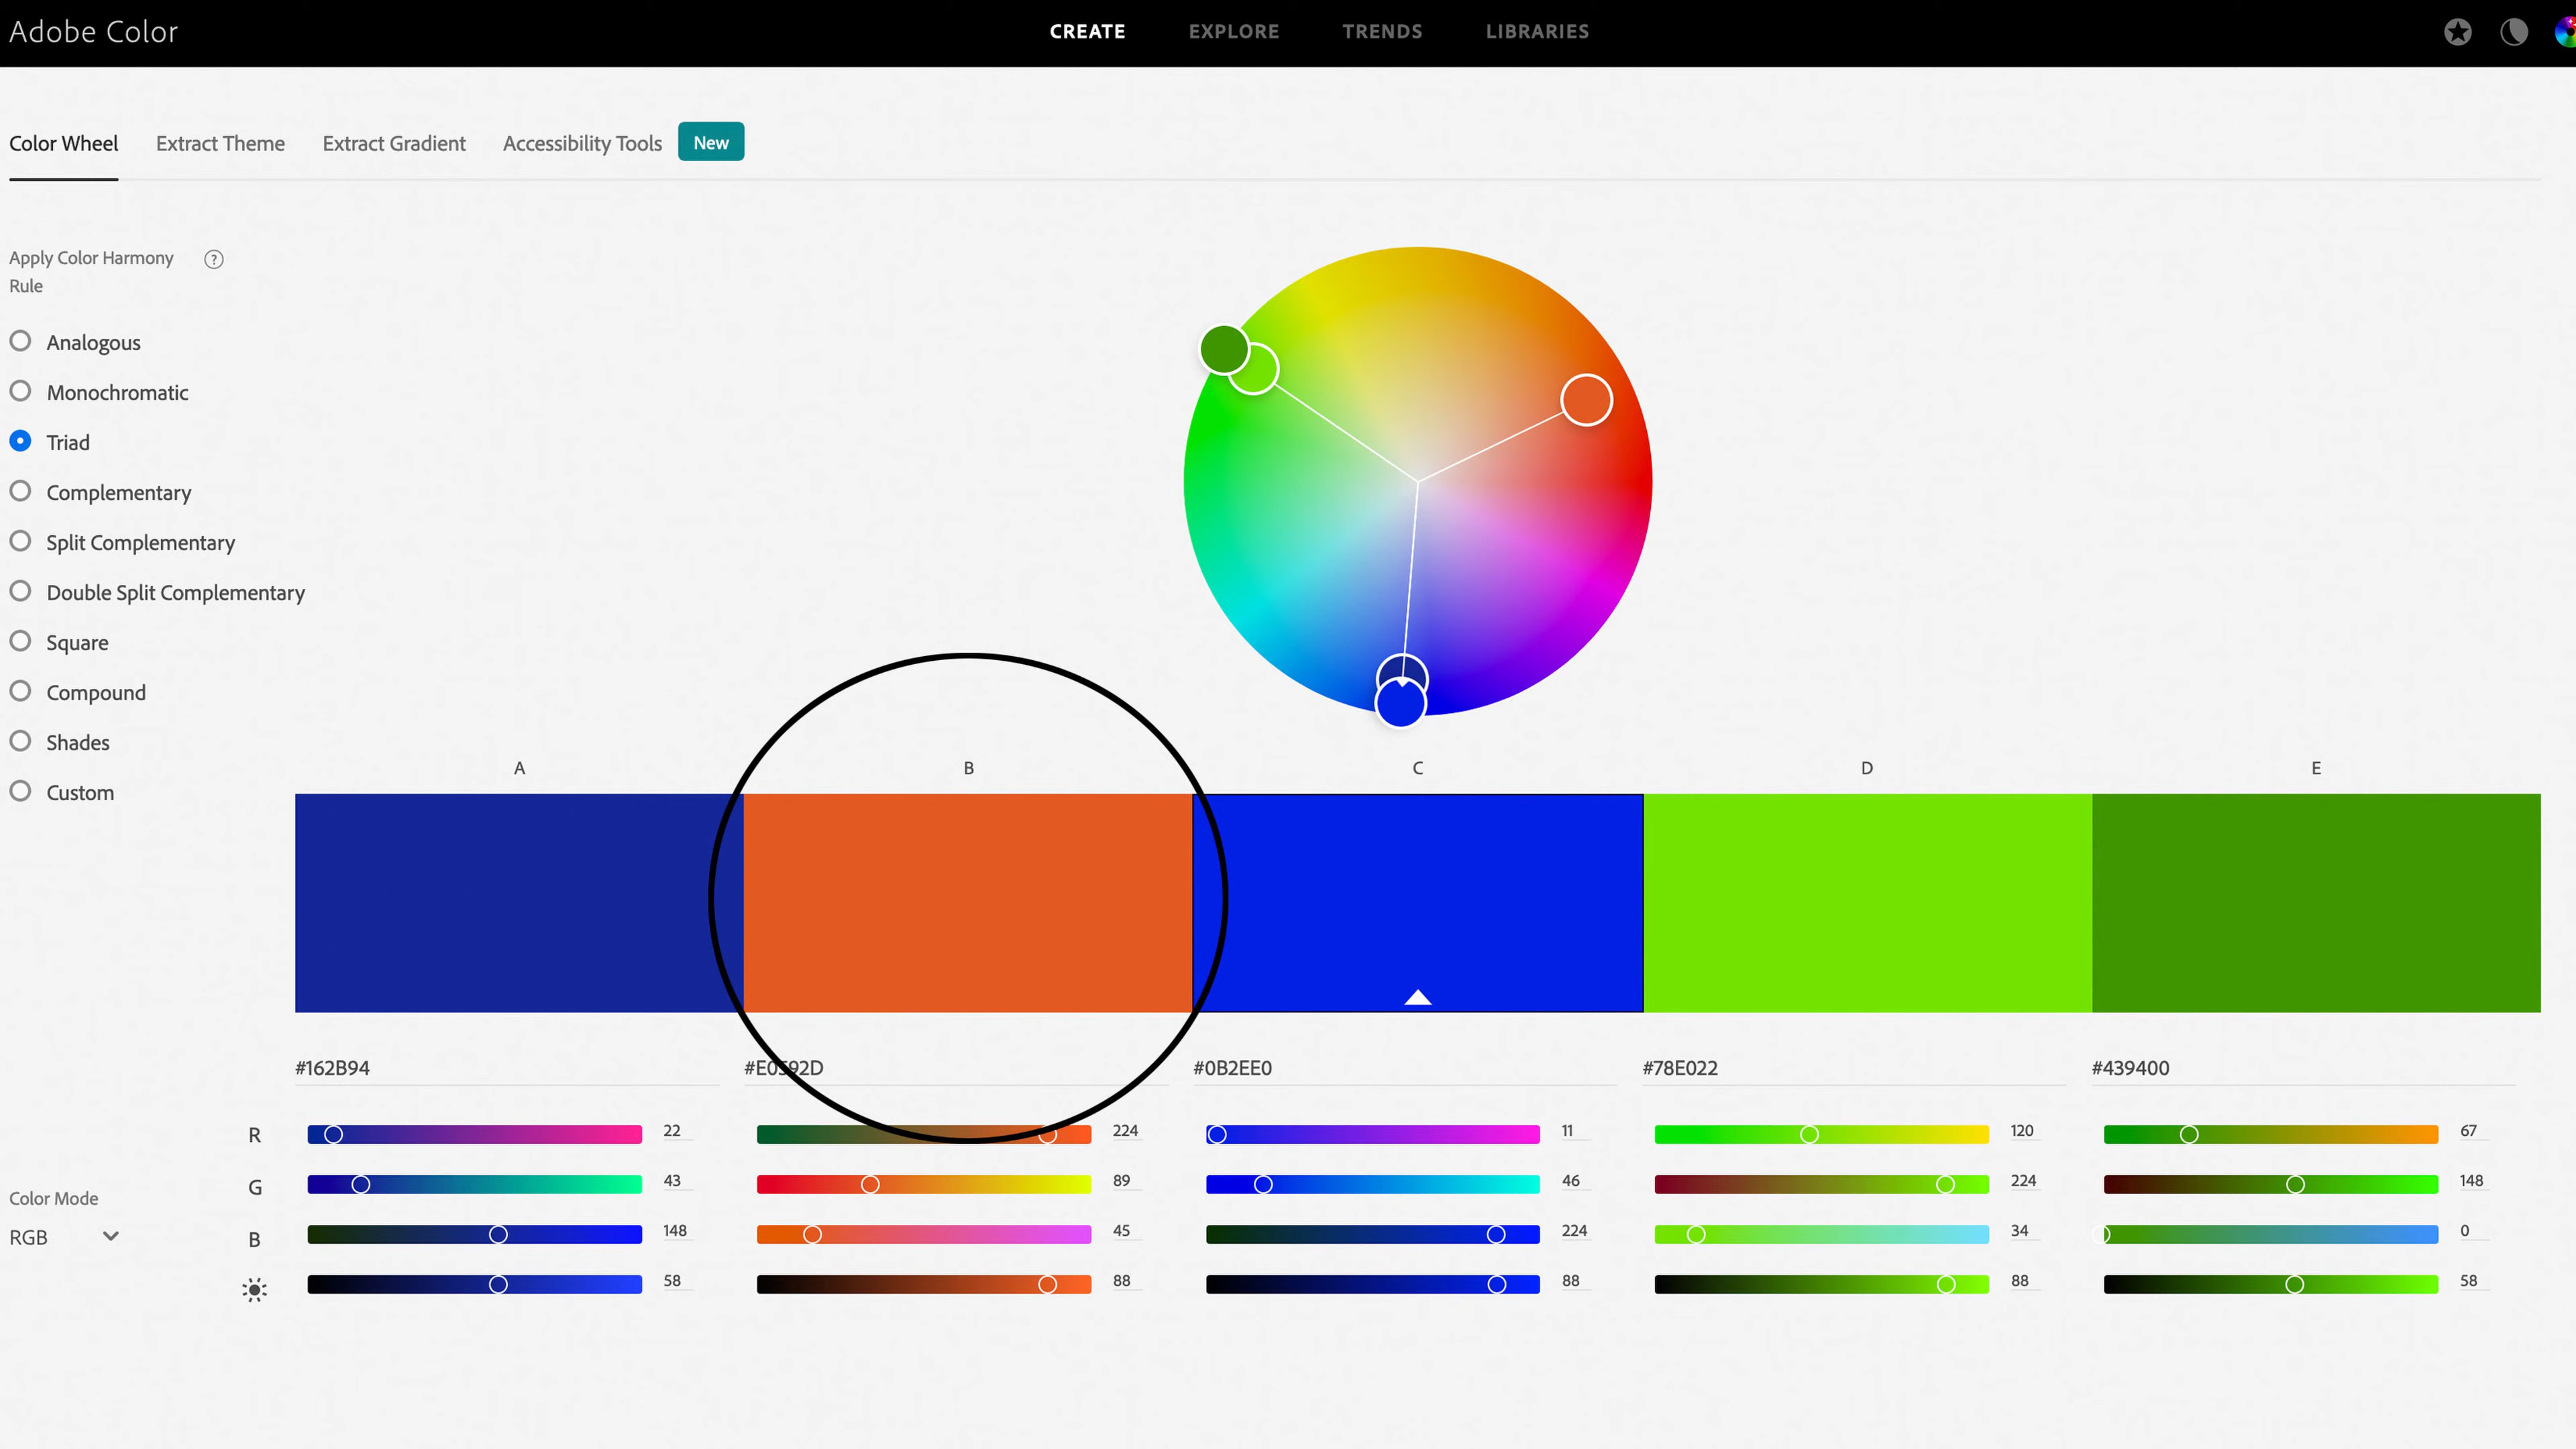 Adobe Color
CREATE EXPLORE TRENDS LIBRARIES
Color Wheel Extract Theme Extract Gradient Accessibility Tools New
Apply Color Harmony
Rule
?
Analogous
Monochromatic
Triad
Complementary
Split Complementary
Double Split Complementary
Square
Compound
Shades
Custom
A B C D E
#162B94 #E0592D #0B2EE0 #78E022 #439400
R 22 224 11 120 67
G 43 89 46 224 148
B 148 45 224 34 0
58 88 88 88 58
Color Mode
RGB